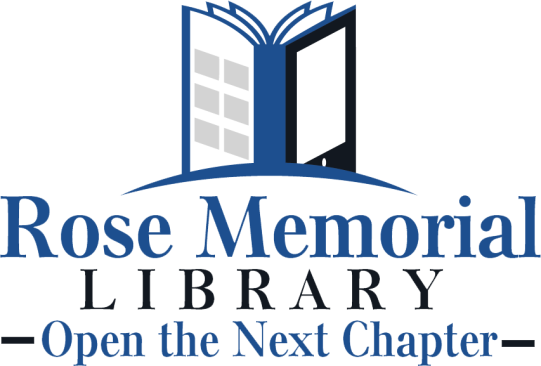 Rose Memorial
LIBRARY
Open the Next Chapter